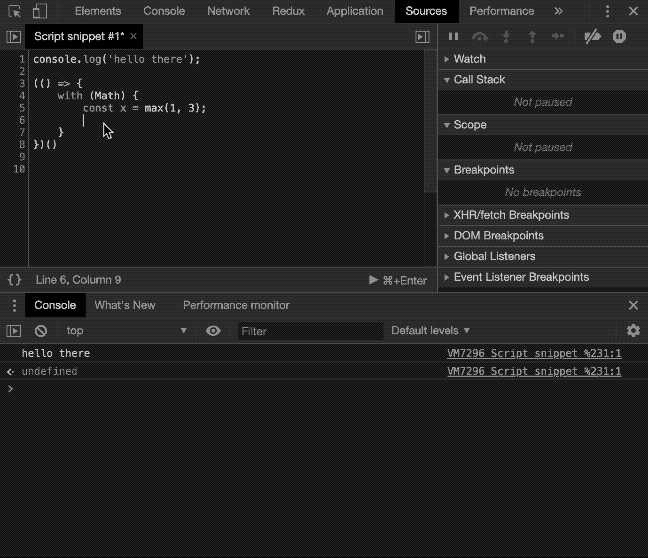 Elements Console Network Redux Application Sources Performance »
Script snippet #1* ×
1 console.log('hello there');
2
3 (() => {
4 with (Math) {
5 const x = max(1, 3);
6
7 }
8 })()
9
10
{} Line 6, Column 9 ⌘+Enter
Watch
Call Stack
Not paused
Scope
Not paused
Breakpoints
No breakpoints
XHR/fetch Breakpoints
DOM Breakpoints
Global Listeners
Event Listener Breakpoints
Console What's New Performance monitor
top Filter Default levels
hello there VM7296 Script snippet %231:1
undefined VM7296 Script snippet %231:1